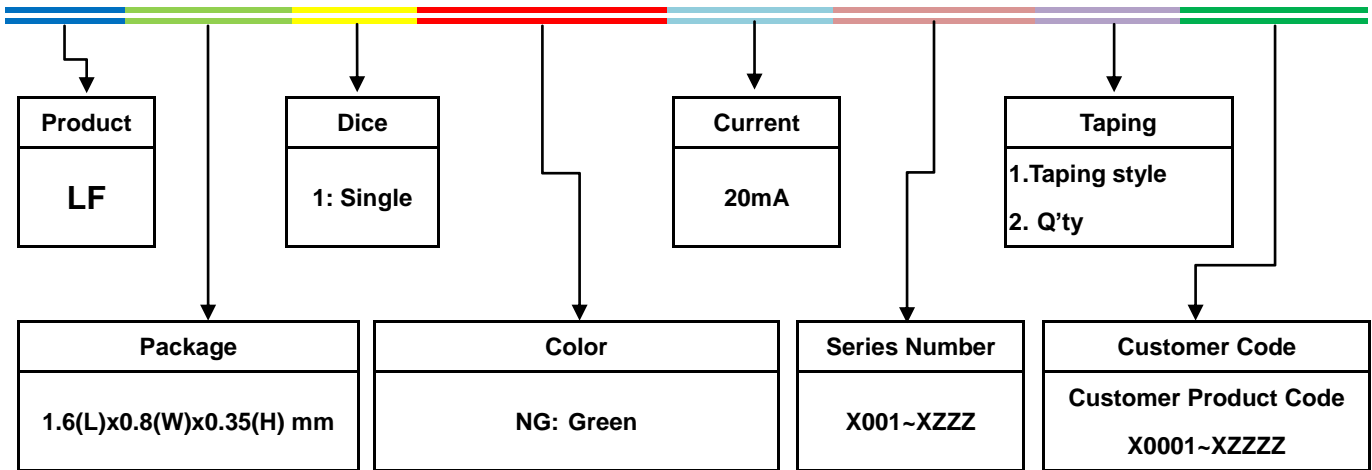 Product
LF
Dice
1: Single
Current
20mA
Taping
1.Taping style
2. Q’ty
Package
1.6(L)x0.8(W)x0.35(H) mm
Color
NG: Green
Series Number
X001~XZZZ
Customer Code
Customer Product Code
X0001~XZZZZ